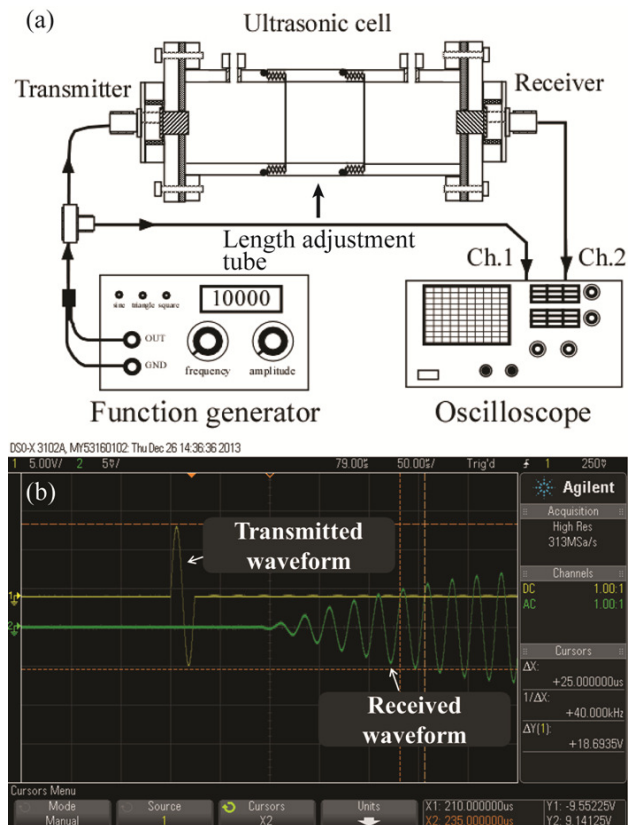 (a)
Ultrasonic cell
Transmitter
Receiver
Length adjustment
tube
Ch.1
Ch.2
10000
sine triangle square
OUT
GND
frequency
amplitude
Function generator
Oscilloscope
DSO-X 3102A, MY53160102: Thu Dec 26 14:36:36 2013
1 5.00V/ 2 5 / 79.00 50.00 / Trig'd 1 250
(b)
Transmitted
waveform
Received
waveform
Agilent
Acquisition
High Res
313MSa/s
Channels
DC 1.00:1
AC 1.00:1
Cursors
ΔX:
+25.000000us
1/ΔX:
+40.000kHz
ΔY(1):
+18.6935V
Cursors Menu
Mode
Manual
Source
1
Cursors
X2
Units
X1: 210.000000us
X2: 235.000000us
Y1: -9.55225V
Y2: 9.14125V